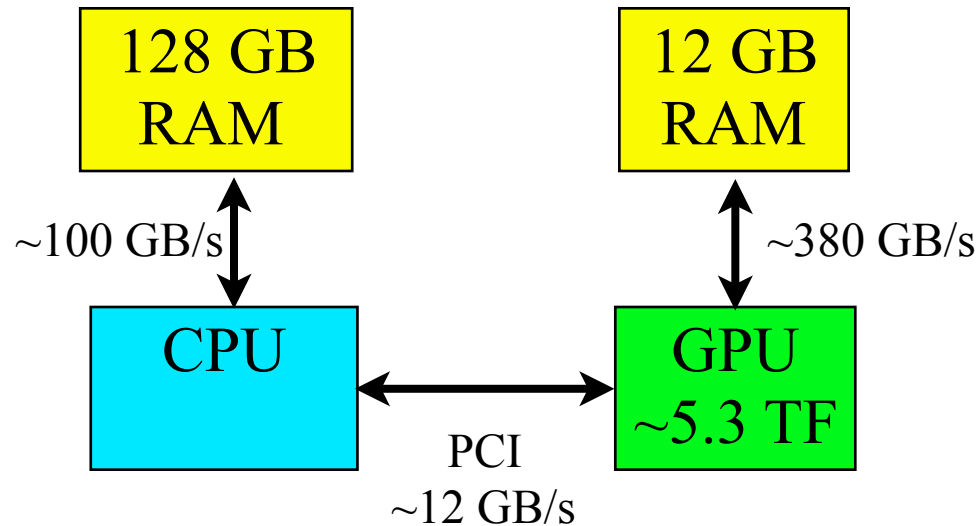 128 GB
RAM
12 GB
RAM
~100 GB/s
~380 GB/s
CPU
GPU
~5.3 TF
PCI
~12 GB/s